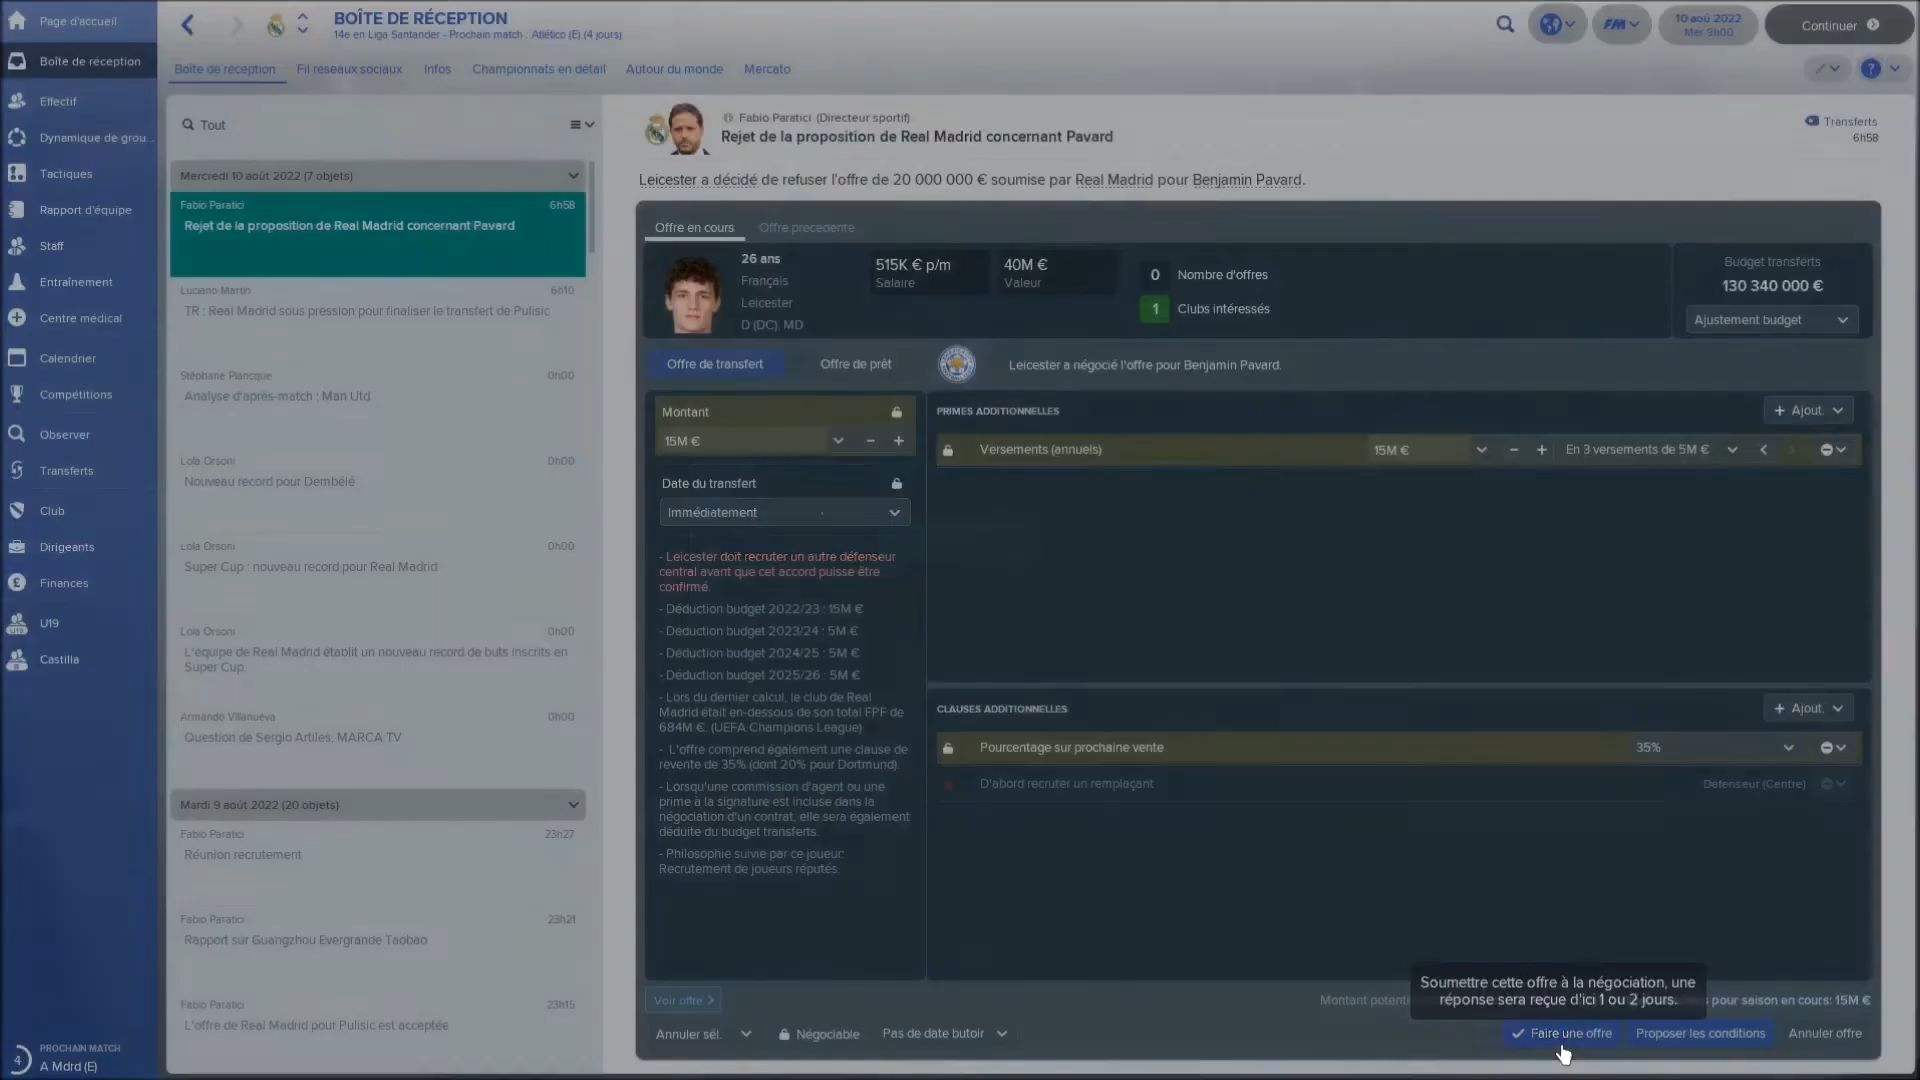 Page d'accueil
Boîte de réception
Effectif
Dynamique de grou...
Tactiques
Rapport d'équipe
Staff
Entraînement
Centre médical
Calendrier
Compétitions
Observer
Transferts
Club
Dirigeants
Finances
U19
Castilla
4
PROCHAIN MATCH
A Mdrd (E)
BOÎTE DE RÉCEPTION
14e en Liga Santander - Prochain match : Atlético (E) (4 jours)
FM
10 aoû 2022
Mer 9h00
Continuer
Boîte de réception
Fil réseaux sociaux
Infos
Championnats en détail
Autour du monde
Mercato
?
Tout
Mercredi 10 août 2022 (7 objets)
Fabio Paratici 6h58
Rejet de la proposition de Real Madrid concernant Pavard
Luciano Martin 6h10
TR : Real Madrid sous pression pour finaliser le transfert de Pulisic
Stéphane Plancque 0h00
Analyse d'après-match : Man Utd
Lola Orsoni 0h00
Nouveau record pour Dembélé
Lola Orsoni 0h00
Super Cup : nouveau record pour Real Madrid
Lola Orsoni 0h00
L'équipe de Real Madrid établit un nouveau record de buts inscrits en
Super Cup.
Armando Villanueva 0h00
Question de Sergio Artiles, MARCA TV
Mardi 9 août 2022 (20 objets)
Fabio Paratici 23h27
Réunion recrutement
Fabio Paratici 23h21
Rapport sur Guangzhou Evergrande Taobao
Fabio Paratici 23h15
L'offre de Real Madrid pour Pulisic est acceptée
Fabio Paratici (Directeur sportif)
Rejet de la proposition de Real Madrid concernant Pavard
Transferts
6h58
Leicester a décidé de refuser l'offre de 20 000 000 € soumise par Real Madrid pour Benjamin Pavard.
Offre en cours
Offre précédente
26 ans
Français
Leicester
D (DC), MD
515K € p/m
Salaire
40M €
Valeur
0 Nombre d'offres
1 Clubs intéressés
Budget transferts
130 340 000 €
Ajustement budget
Offre de transfert
Offre de prêt
Leicester a négocié l'offre pour Benjamin Pavard.
Montant
15M €
Date du transfert
Immédiatement
- Leicester doit recruter un autre défenseur
central avant que cet accord puisse être
confirmé.
- Déduction budget 2022/23 : 15M €
- Déduction budget 2023/24 : 5M €
- Déduction budget 2024/25 : 5M €
- Déduction budget 2025/26 : 5M €
- Lors du dernier calcul, le club de Real
Madrid était en-dessous de son total FPF de
684M €. (UEFA Champions League)
- L'offre comprend également une clause de
revente de 35% (dont 20% pour Dortmund).
- Lorsqu'une commission d'agent ou une
prime à la signature est incluse dans la
négociation d'un contrat, elle sera également
déduite du budget transferts.
- Philosophie suivie par ce joueur:
Recrutement de joueurs réputés.
PRIMES ADDITIONNELLES
+ Ajout.
Versements (annuels) 15M € En 3 versements de 5M €
CLAUSES ADDITIONNELLES
+ Ajout.
Pourcentage sur prochaine vente 35%
D'abord recruter un remplaçant Défenseur (Centre)
Voir offre
Soumettre cette offre à la négociation, une
réponse sera reçue d'ici 1 ou 2 jours.
Montant potenti
pour saison en cours: 15M €
Annuler sél.
Négociable
Pas de date butoir
Faire une offre
Proposer les conditions
Annuler offre